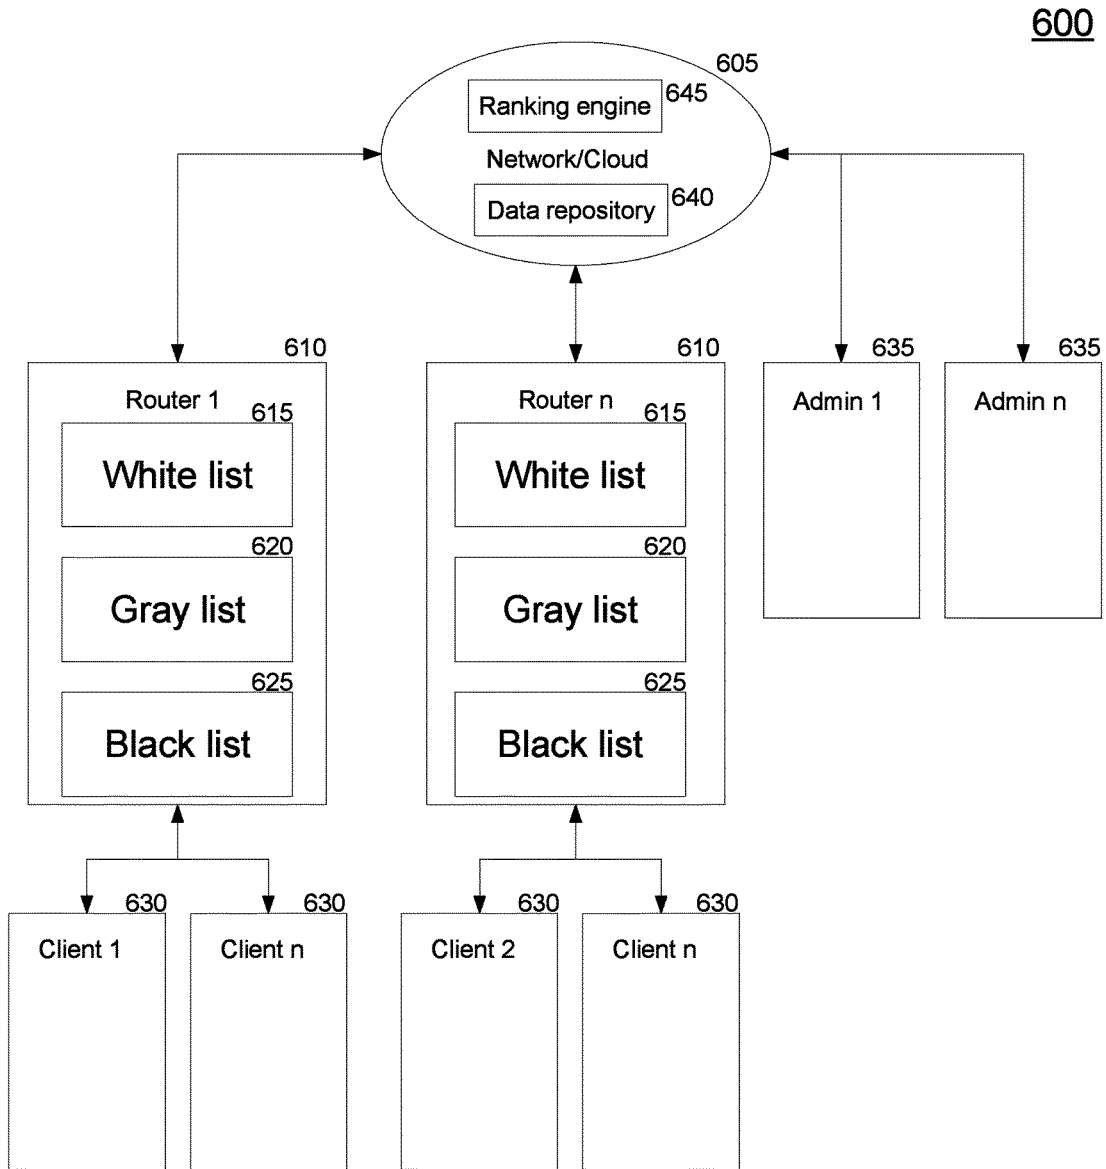 600
605
Ranking engine 645
Network/Cloud
Data repository 640
610
Router 1
615
White list
620
Gray list
625
Black list
610
Router n
615
White list
620
Gray list
625
Black list
635
Admin 1
635
Admin n
630
Client 1
630
Client n
630
Client 2
630
Client n